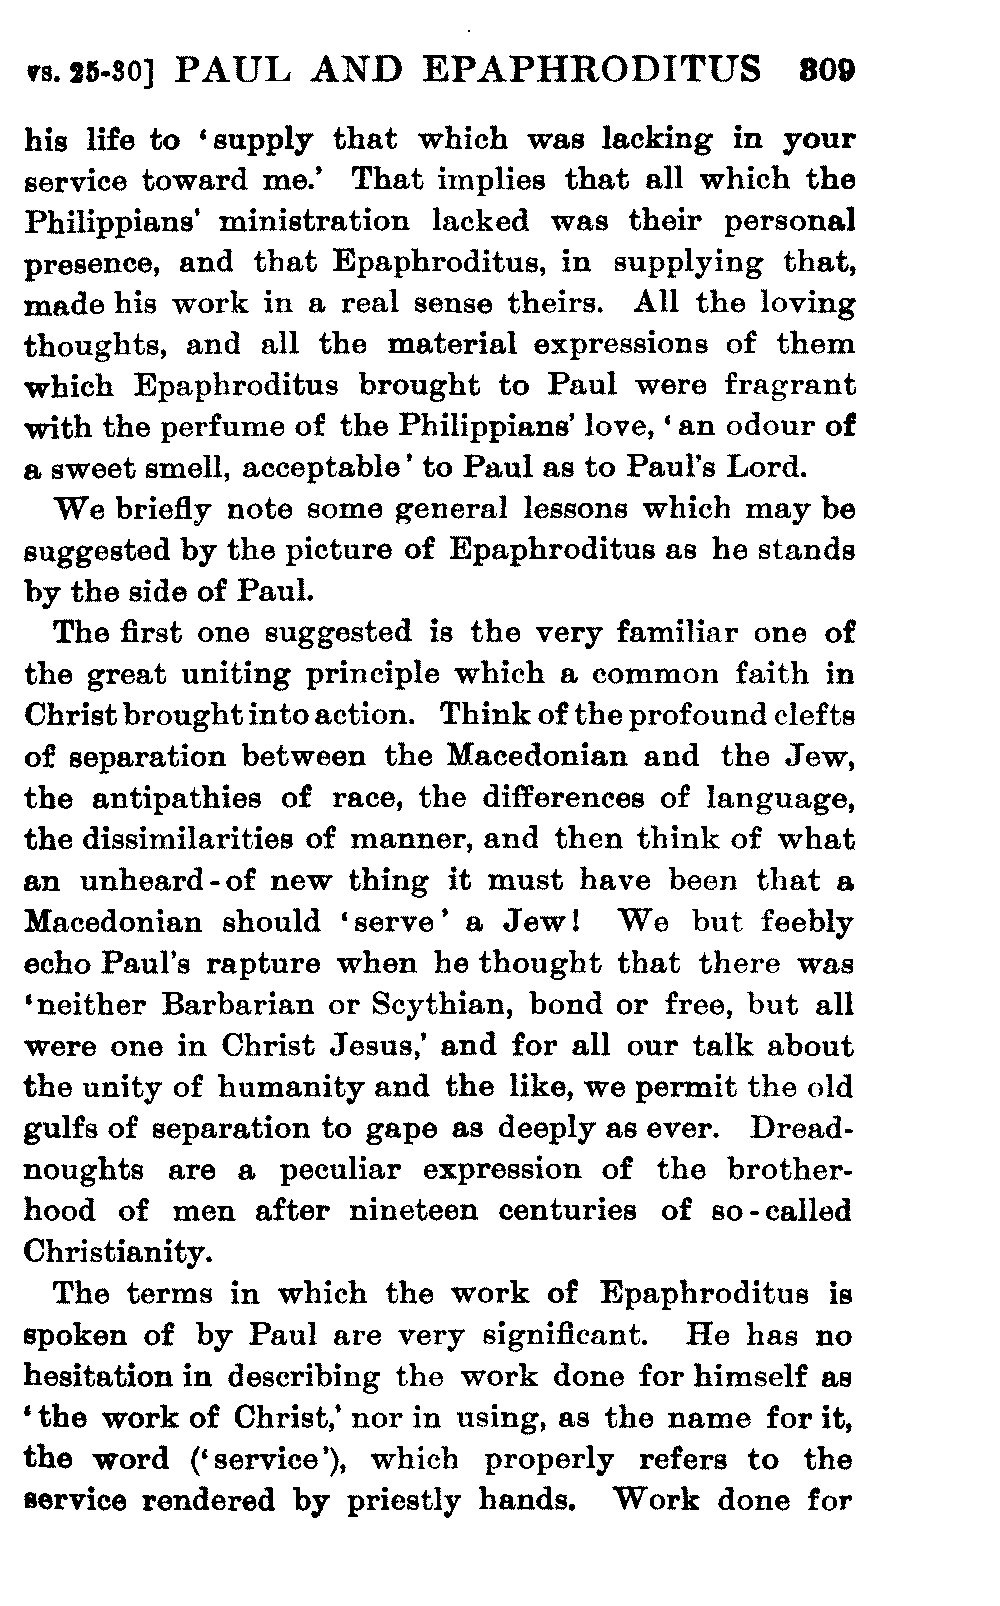 vs. 25-30] PAUL AND EPAPHRODITUS 309
his life to ‘supply that which was lacking in your
service toward me.’ That implies that all which the
Philippians’ ministration lacked was their personal
presence, and that Epaphroditus, in supplying that,
made his work in a real sense theirs. All the loving
thoughts, and all the material expressions of them
which Epaphroditus brought to Paul were fragrant
with the perfume of the Philippians’ love, ‘an odour of
a sweet smell, acceptable’ to Paul as to Paul’s Lord.
We briefly note some general lessons which may be
suggested by the picture of Epaphroditus as he stands
by the side of Paul.
The first one suggested is the very familiar one of
the great uniting principle which a common faith in
Christ brought into action. Think of the profound clefts
of separation between the Macedonian and the Jew,
the antipathies of race, the differences of language,
the dissimilarities of manner, and then think of what
an unheard-of new thing it must have been that a
Macedonian should ‘serve’ a Jew! We but feebly
echo Paul’s rapture when he thought that there was
‘neither Barbarian or Scythian, bond or free, but all
were one in Christ Jesus,’ and for all our talk about
the unity of humanity and the like, we permit the old
gulfs of separation to gape as deeply as ever. Dread-
noughts are a peculiar expression of the brother-
hood of men after nineteen centuries of so-called
Christianity.
The terms in which the work of Epaphroditus is
spoken of by Paul are very significant. He has no
hesitation in describing the work done for himself as
‘the work of Christ,’ nor in using, as the name for it,
the word (‘service’), which properly refers to the
service rendered by priestly hands. Work done for